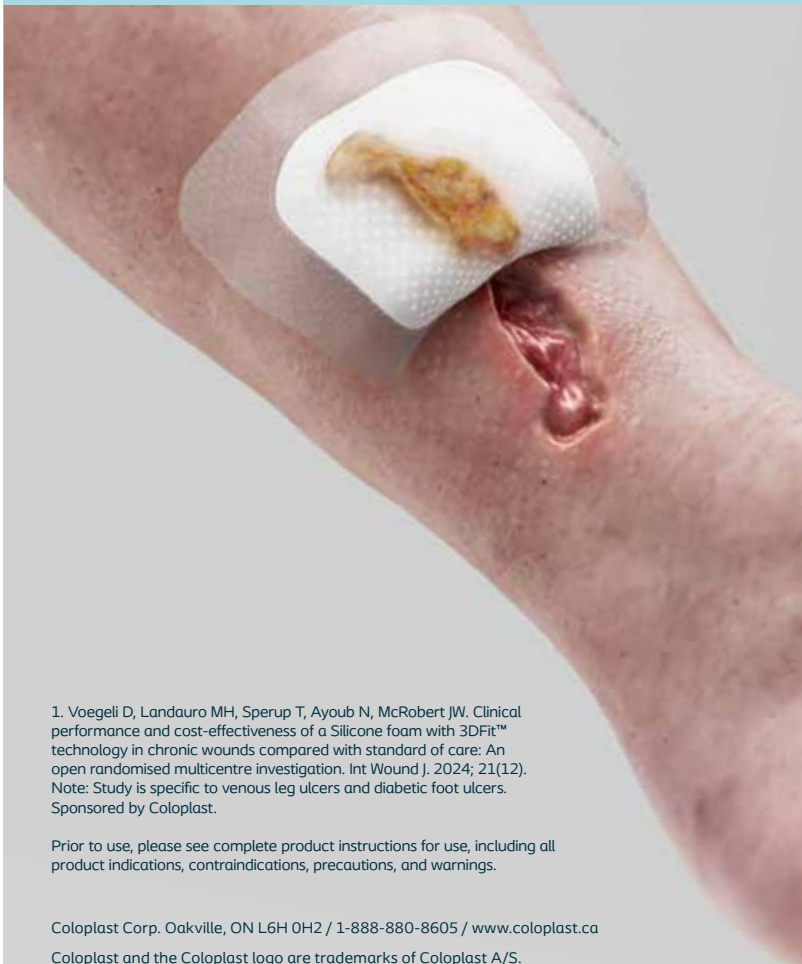 1. Voegeli D, Landauro MH, Sperup T, Ayoub N, McRobert JW. Clinical
performance and cost-effectiveness of a Silicone foam with 3DFit™
technology in chronic wounds compared with standard of care: An
open randomised multicentre investigation. Int Wound J. 2024; 21(12).
Note: Study is specific to venous leg ulcers and diabetic foot ulcers.
Sponsored by Coloplast.
Prior to use, please see complete product instructions for use, including all
product indications, contraindications, precautions, and warnings.
Coloplast Corp. Oakville, ON L6H 0H2 / 1-888-880-8605 / www.coloplast.ca
Coloplast and the Coloplast logo are trademarks of Coloplast A/S.